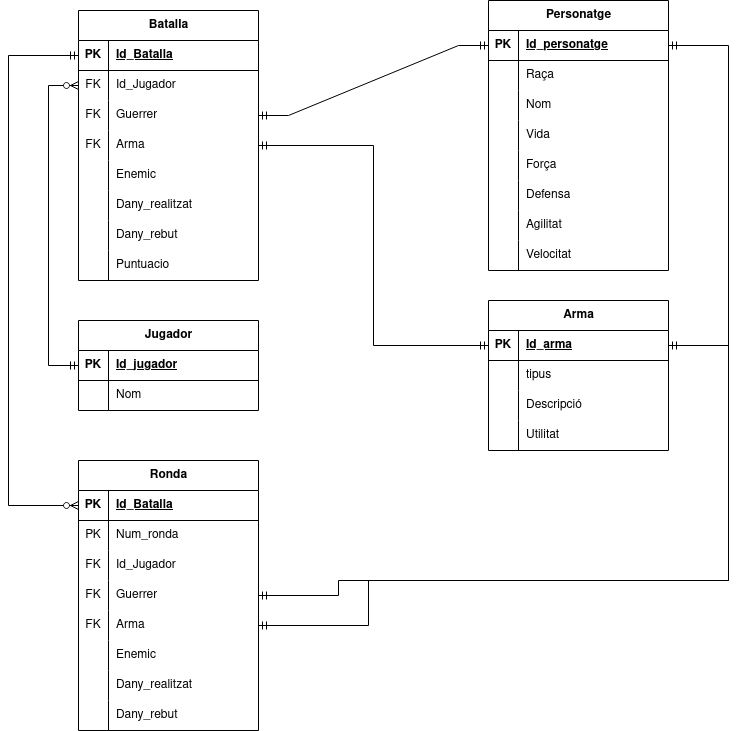 Batalla
PK Id_Batalla
FK Id_Jugador
FK Guerrer
FK Arma
Enemic
Dany_realitzat
Dany_rebut
Puntuacio
Personatge
PK Id_personatge
Raça
Nom
Vida
Força
Defensa
Agilitat
Velocitat
Jugador
PK Id_jugador
Nom
Arma
PK Id_arma
tipus
Descripció
Utilitat
Ronda
PK Id_Batalla
PK Num_ronda
FK Id_Jugador
FK Guerrer
FK Arma
Enemic
Dany_realitzat
Dany_rebut